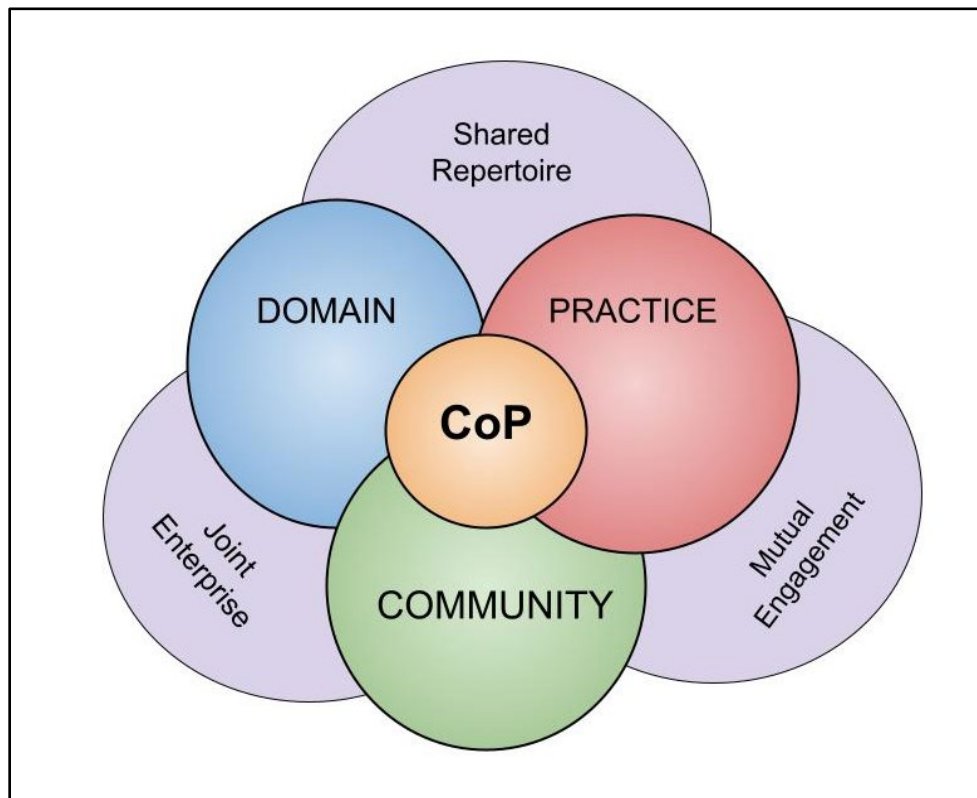 Shared
Repertoire
DOMAIN
PRACTICE
CoP
Joint
Enterprise
Mutual
Engagement
COMMUNITY